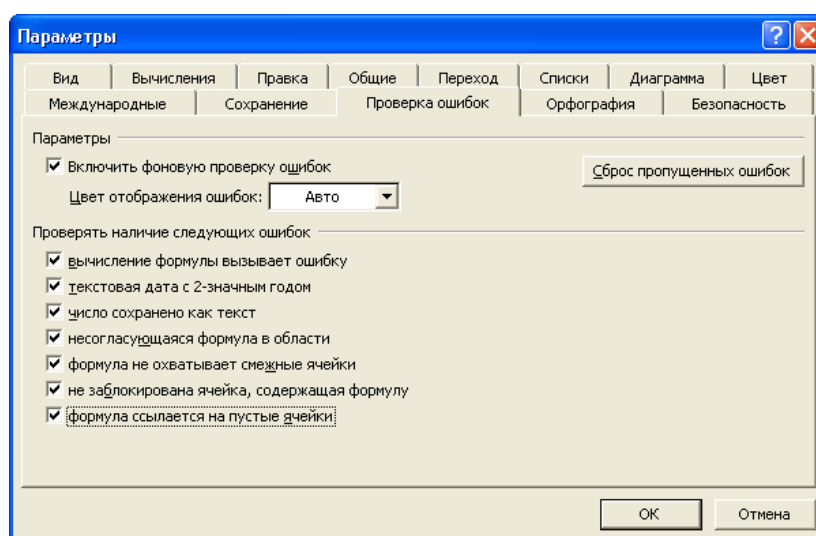 Параметры
Вид Вычисления Правка Общие Переход Списки Диаграмма Цвет
Международные Сохранение Проверка ошибок Орфография Безопасность
Параметры
Включить фоновую проверку ошибок
Сброс пропущенных ошибок
Цвет отображения ошибок: Авто
Проверять наличие следующих ошибок
вычисление формулы вызывает ошибку
текстовая дата с 2-значным годом
число сохранено как текст
несогласующаяся формула в области
формула не охватывает смежные ячейки
не заблокирована ячейка, содержащая формулу
формула ссылается на пустые ячейки
ОК Отмена